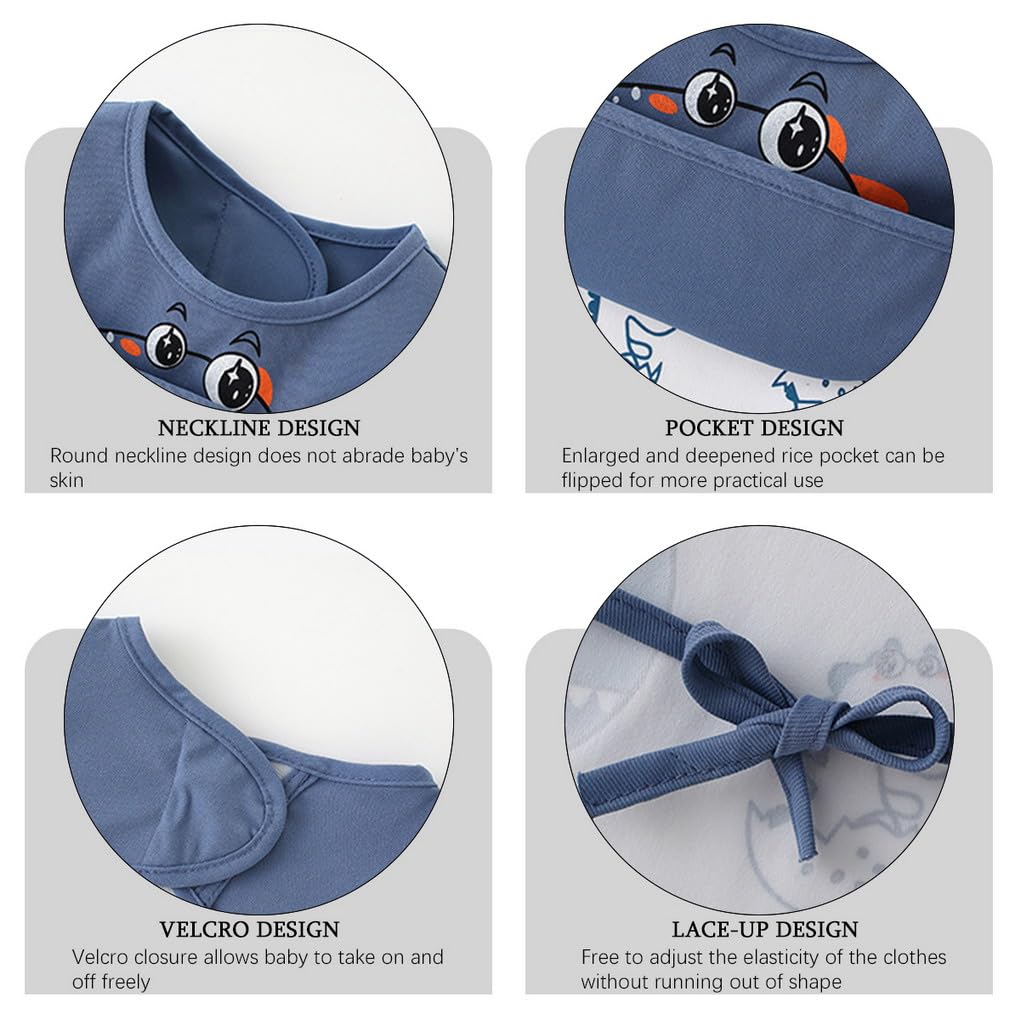 NECKLINE DESIGN
Round neckline design does not abrade baby's
skin
POCKET DESIGN
Enlarged and deepened rice pocket can be
flipped for more practical use
VELCRO DESIGN
Velcro closure allows baby to take on and
off freely
LACE-UP DESIGN
Free to adjust the elasticity of the clothes
without running out of shape